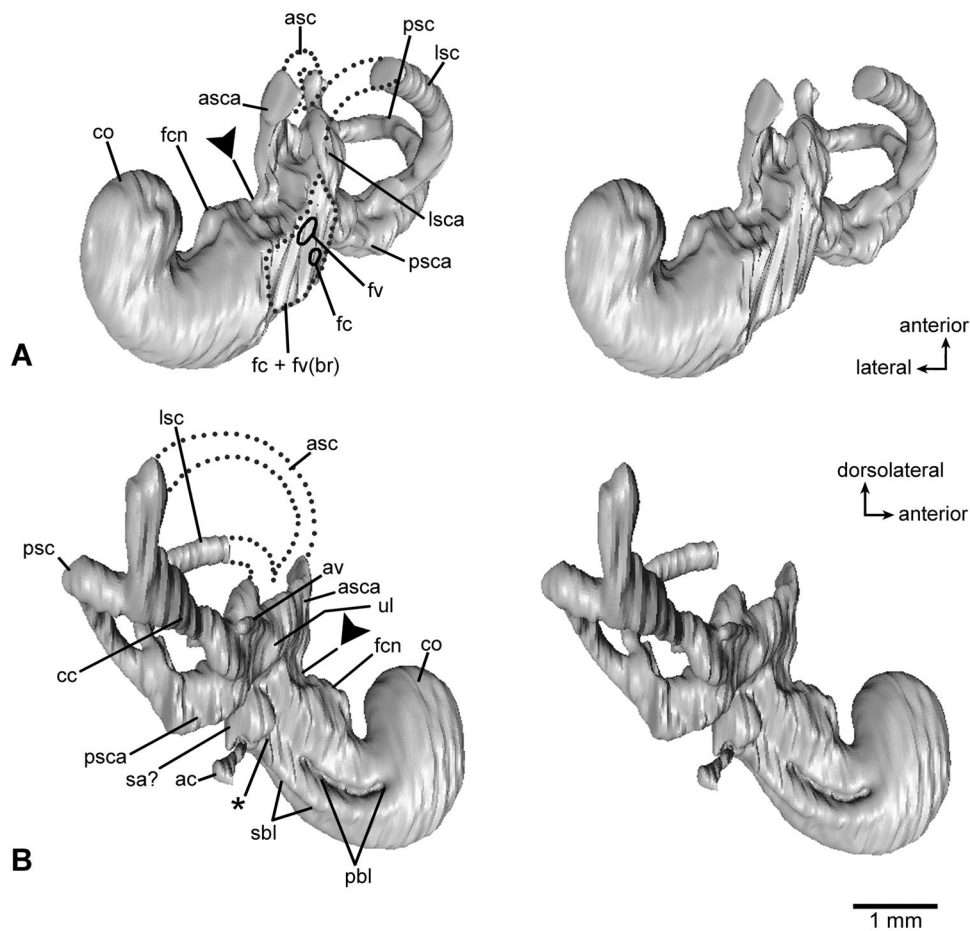 asc
psc
lsc
asca
co
fcn
lsca
psca
fv
fc
fc + fv(br)
A
anterior
lateral
lsc
asc
dorsolateral
anterior
psc
av
asca
ul
fcn
co
cc
psca
sa?
ac
*
sbl
pbl
B
1 mm